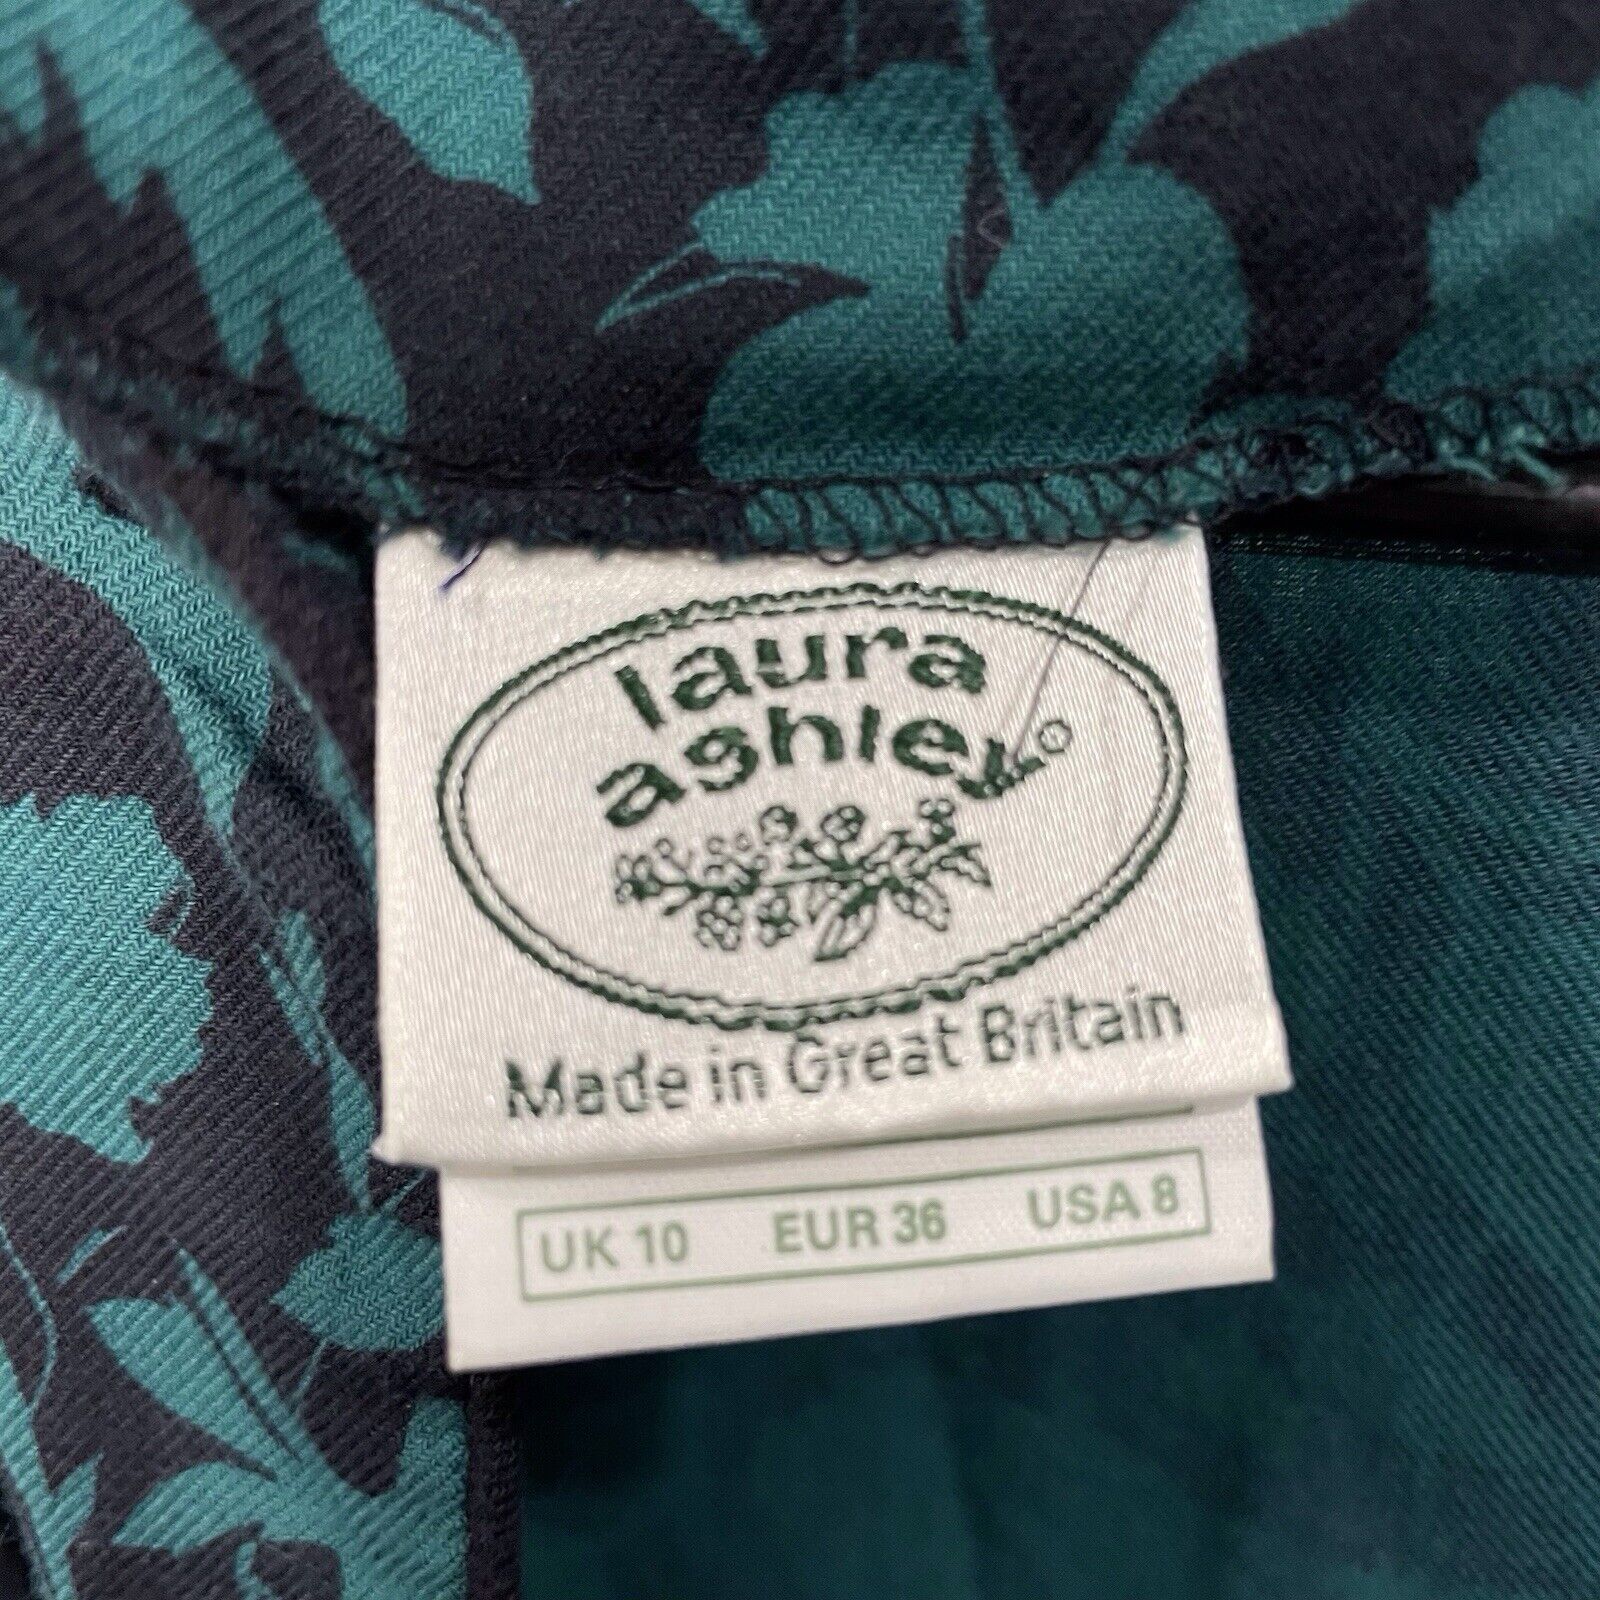 laura
ashley®
Made in Great Britain
UK 10 EUR 36 USA 8